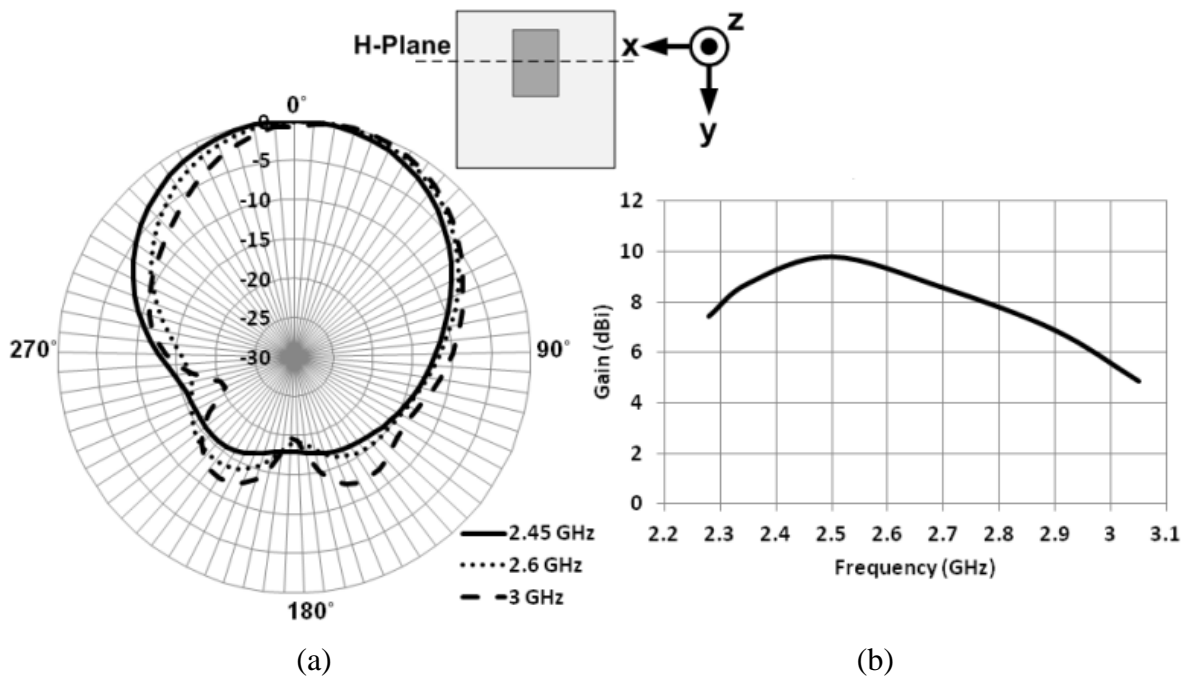 H-Plane
x
z
y
0°
0
-5
-10
-15
-20
-25
-30
270°
90°
180°
2.45 GHz
2.6 GHz
3 GHz
(a)
12
10
8
6
4
2
0
Gain (dBi)
2.2 2.3 2.4 2.5 2.6 2.7 2.8 2.9 3 3.1
Frequency (GHz)
(b)